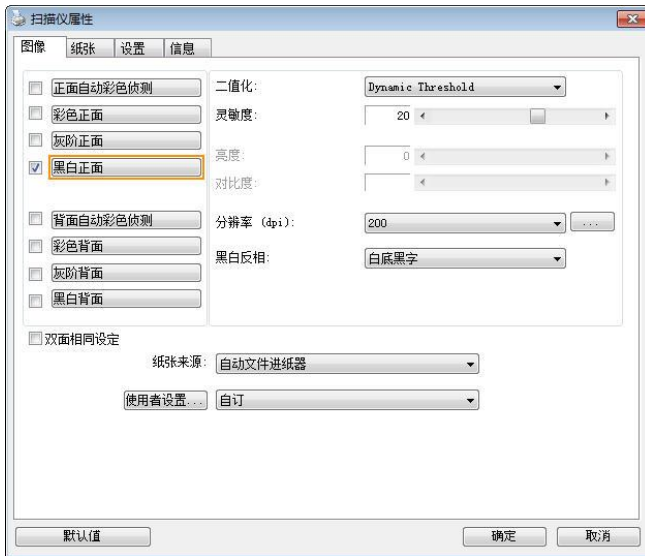 扫描仪属性
图像 纸张 设置 信息
正面自动彩色侦测
彩色正面
灰阶正面
黑白正面
背面自动彩色侦测
彩色背面
灰阶背面
黑白背面
二值化: Dynamic Threshold
灵敏度: 20
亮度: 0
对比度:
分辨率 (dpi): 200 ...
黑白反相: 白底黑字
双面相同设定
纸张来源: 自动文件进纸器
使用者设置... 自订
默认值 确定 取消